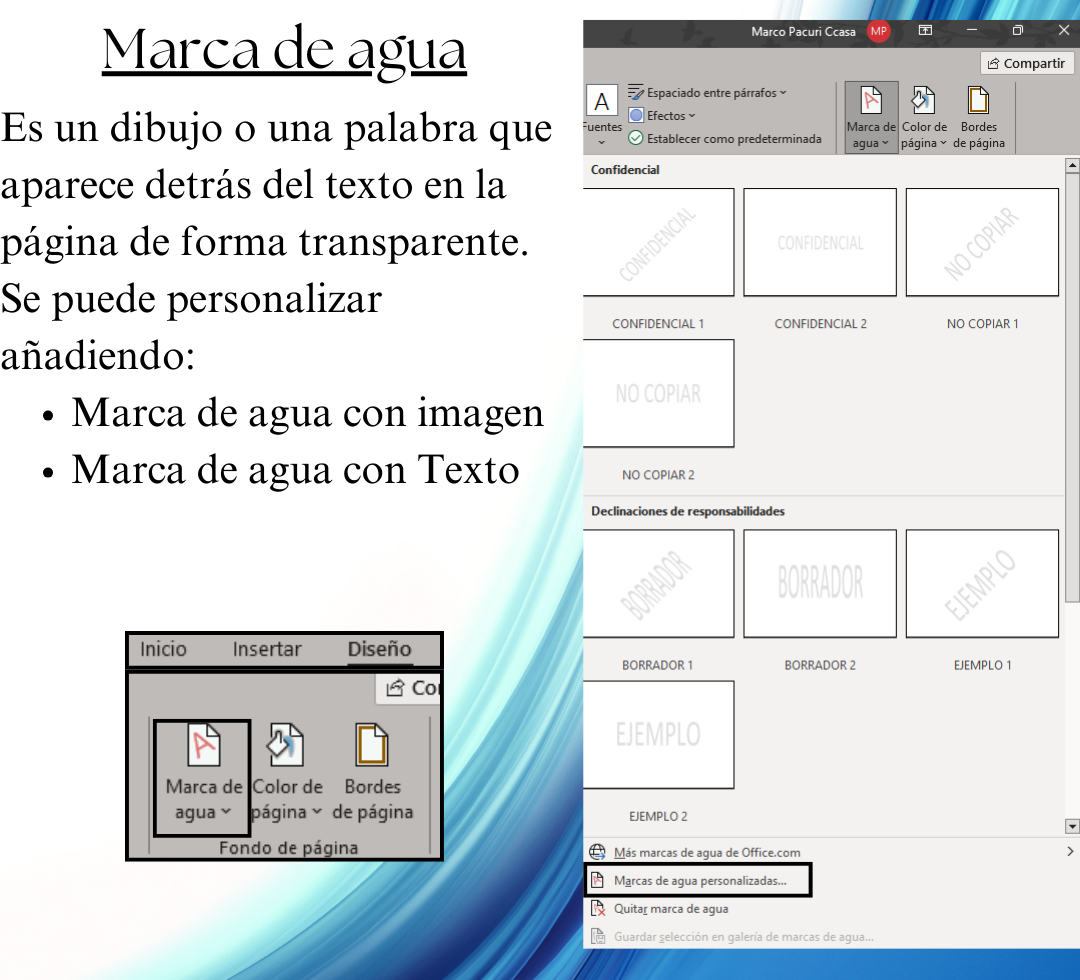 Marca de agua
Es un dibujo o una palabra que
aparece detrás del texto en la
página de forma transparente.
Se puede personalizar
añadiendo:
• Marca de agua con imagen
• Marca de agua con Texto
Inicio Insertar Diseño
Marca de agua
Color de página
Bordes de página
Fondo de página
Marco Pacuri Ccasa MP
Compartir
A
Espaciado entre párrafos
Efectos
Establecer como predeterminada
Marca de agua
Color de página
Bordes de página
Confidencial
CONFIDENCIAL
CONFIDENCIAL
NO COPIAR
CONFIDENCIAL 1
CONFIDENCIAL 2
NO COPIAR 1
NO COPIAR
NO COPIAR 2
Declinaciones de responsabilidades
BORRADOR
BORRADOR
EJEMPLO
BORRADOR 1
BORRADOR 2
EJEMPLO 1
EJEMPLO
EJEMPLO 2
Más marcas de agua de Office.com
Marcas de agua personalizadas...
Quitar marca de agua
Guardar selección en galería de marcas de agua...